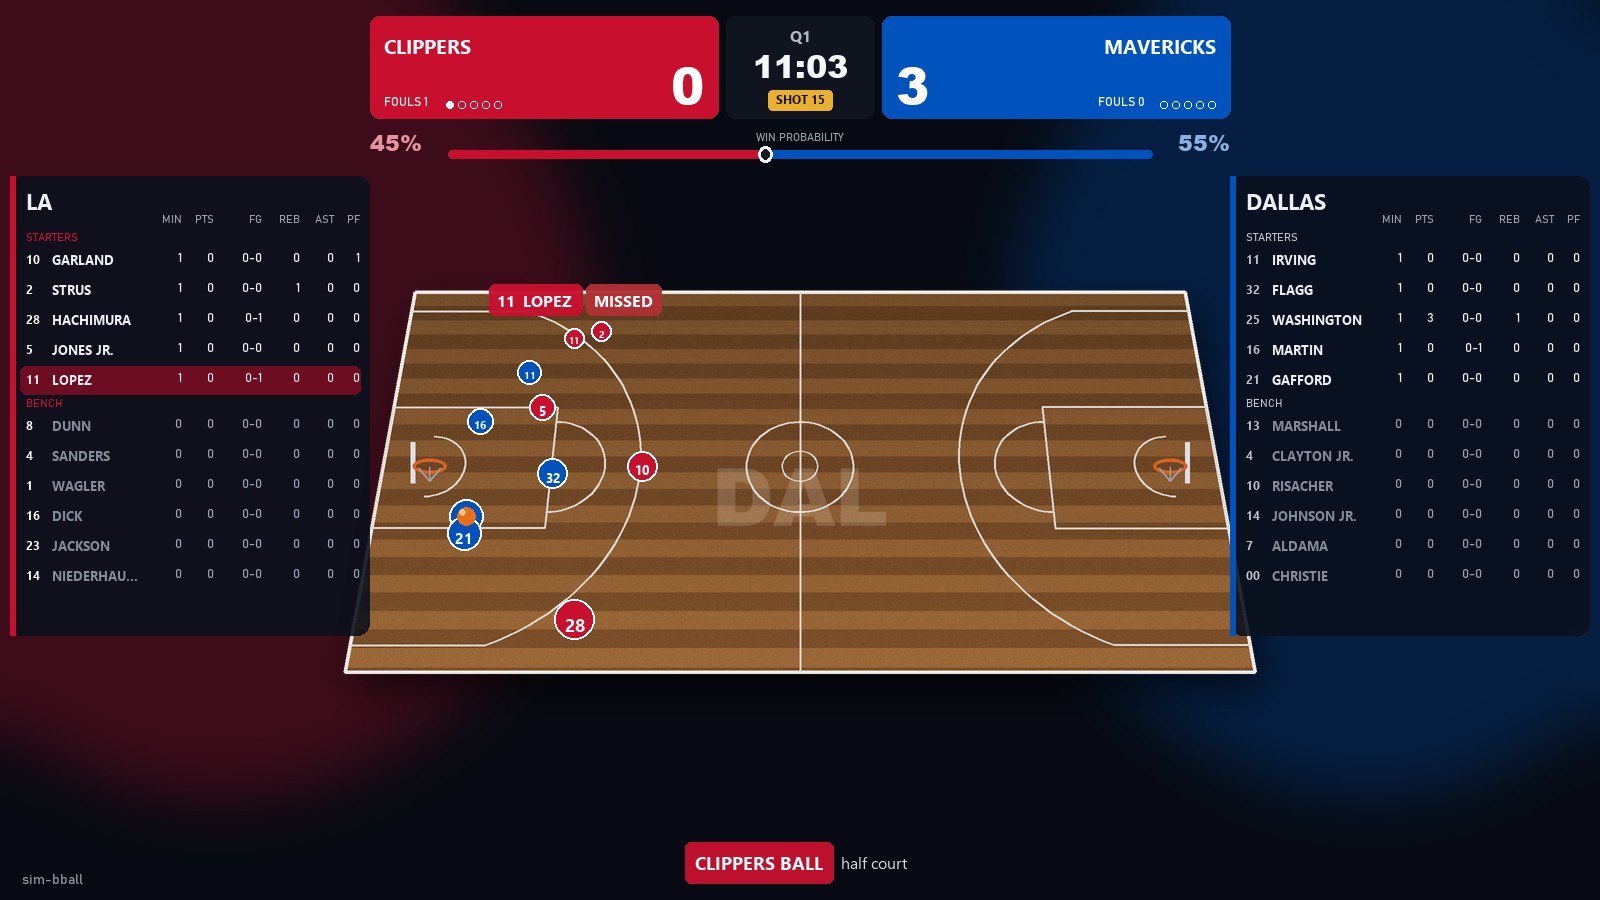 CLIPPERS
0
FOULS 1
Q1
11:03
SHOT 15
MAVERICKS
3
FOULS 0
45%
WIN PROBABILITY
55%
LA
MIN PTS FG REB AST PF
STARTERS
10 GARLAND 1 0 0-0 0 0 1
2 STRUS 1 0 0-0 1 0 0
28 HACHIMURA 1 0 0-1 0 0 0
5 JONES JR. 1 0 0-0 0 0 0
11 LOPEZ 1 0 0-1 0 0 0
BENCH
8 DUNN 0 0 0-0 0 0 0
4 SANDERS 0 0 0-0 0 0 0
1 WAGLER 0 0 0-0 0 0 0
16 DICK 0 0 0-0 0 0 0
23 JACKSON 0 0 0-0 0 0 0
14 NIEDERHAU... 0 0 0-0 0 0 0
DALLAS
MIN PTS FG REB AST PF
STARTERS
11 IRVING 1 0 0-0 0 0 0
32 FLAGG 1 0 0-0 0 0 0
25 WASHINGTON 1 3 0-0 1 0 0
16 MARTIN 1 0 0-1 0 0 0
21 GAFFORD 1 0 0-0 0 0 0
BENCH
13 MARSHALL 0 0 0-0 0 0 0
4 CLAYTON JR. 0 0 0-0 0 0 0
10 RISACHER 0 0 0-0 0 0 0
14 JOHNSON JR. 0 0 0-0 0 0 0
7 ALDAMA 0 0 0-0 0 0 0
00 CHRISTIE 0 0 0-0 0 0 0
11 LOPEZ MISSED
2
11
11
5
16
10
32
21
28
DAL
CLIPPERS BALL half court
sim-bball